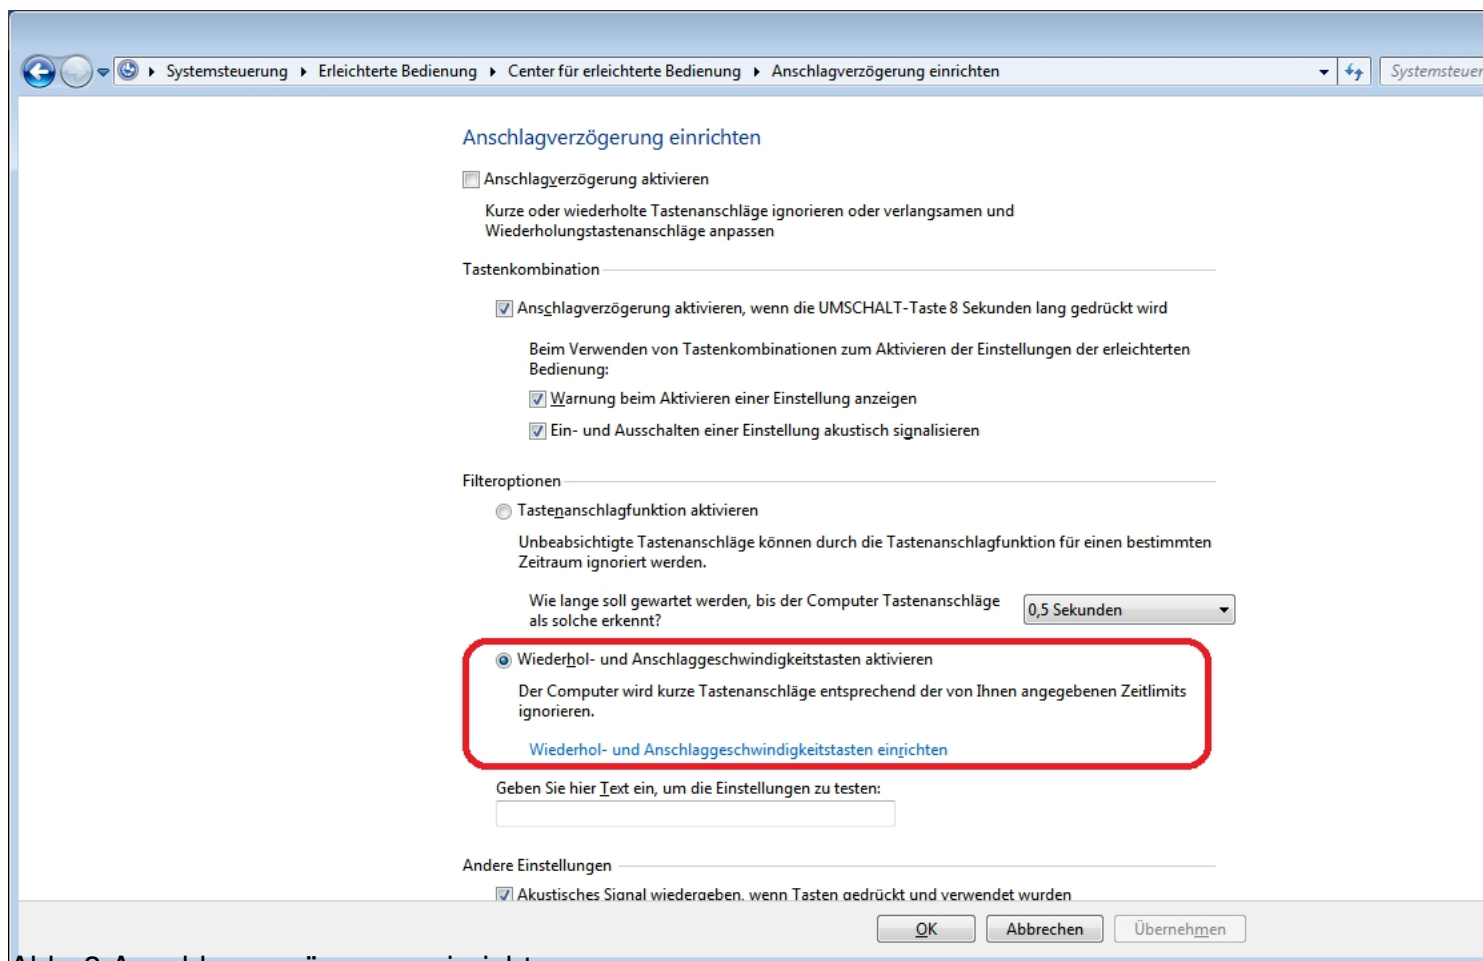 Systemsteuerung Erleichterte Bedienung Center für erleichterte Bedienung Anschlagverzögerung einrichten
Anschlagverzögerung einrichten
Anschlagverzögerung aktivieren
Kurze oder wiederholte Tastenanschläge ignorieren oder verlangsamen und
Wiederholungstastenanschläge anpassen
Tastenkombination
Anschlagverzögerung aktivieren, wenn die UMSCHALT-Taste 8 Sekunden lang gedrückt wird
Beim Verwenden von Tastenkombinationen zum Aktivieren der Einstellungen der erleichterten
Bedienung:
Warnung beim Aktivieren einer Einstellung anzeigen
Ein- und Ausschalten einer Einstellung akustisch signalisieren
Filteroptionen
Tastenanschlagfunktion aktivieren
Unbeabsichtigte Tastenanschläge können durch die Tastenanschlagfunktion für einen bestimmten
Zeitraum ignoriert werden.
Wie lange soll gewartet werden, bis der Computer Tastenanschläge
als solche erkennt?
0,5 Sekunden
Wiederhol- und Anschlaggeschwindigkeitstasten aktivieren
Der Computer wird kurze Tastenanschläge entsprechend der von Ihnen angegebenen Zeitlimits
ignorieren.
Wiederhol- und Anschlaggeschwindigkeitstasten einrichten
Geben Sie hier Text ein, um die Einstellungen zu testen:
Andere Einstellungen
Akustisches Signal wiedergeben, wenn Tasten gedrückt und verwendet wurden
OK Abbrechen Übernehmen